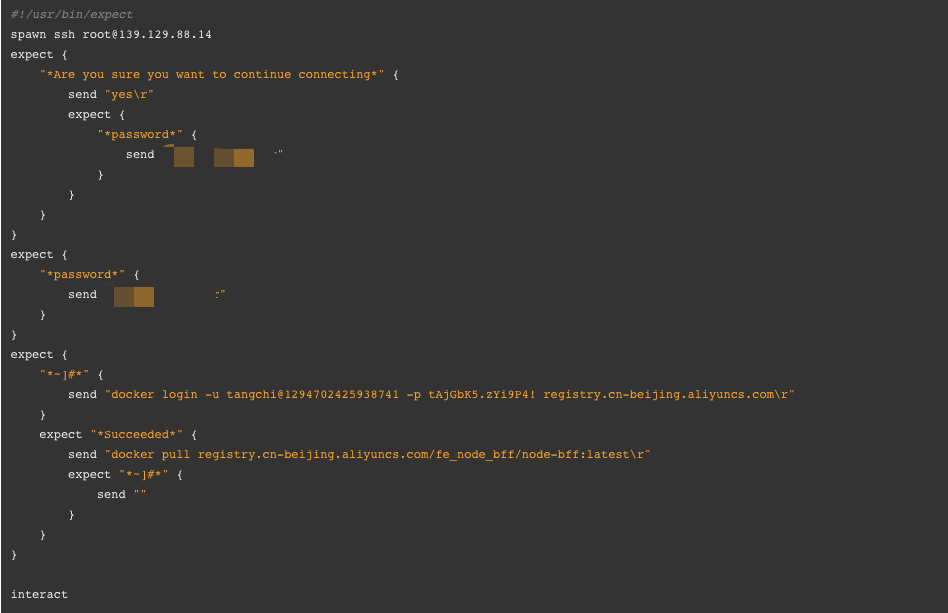 #!/usr/bin/expect
spawn ssh root@139.129.88.14
expect {
    "*Are you sure you want to continue connecting*" {
        send "yes\r"
        expect {
            "*password*" {
                send "
            }
        }
    }
}
expect {
    "*password*" {
        send "
    }
}
expect {
    "*~]#*" {
        send "docker login -u tangchi@1294702425938741 -p tAjGbK5.zYi9P4! registry.cn-beijing.aliyuncs.com\r"
    }
    expect "*Succeeded*" {
        send "docker pull registry.cn-beijing.aliyuncs.com/fe_node_bff/node-bff:latest\r"
        expect "*~]#*" {
            send ""
        }
    }
}
interact